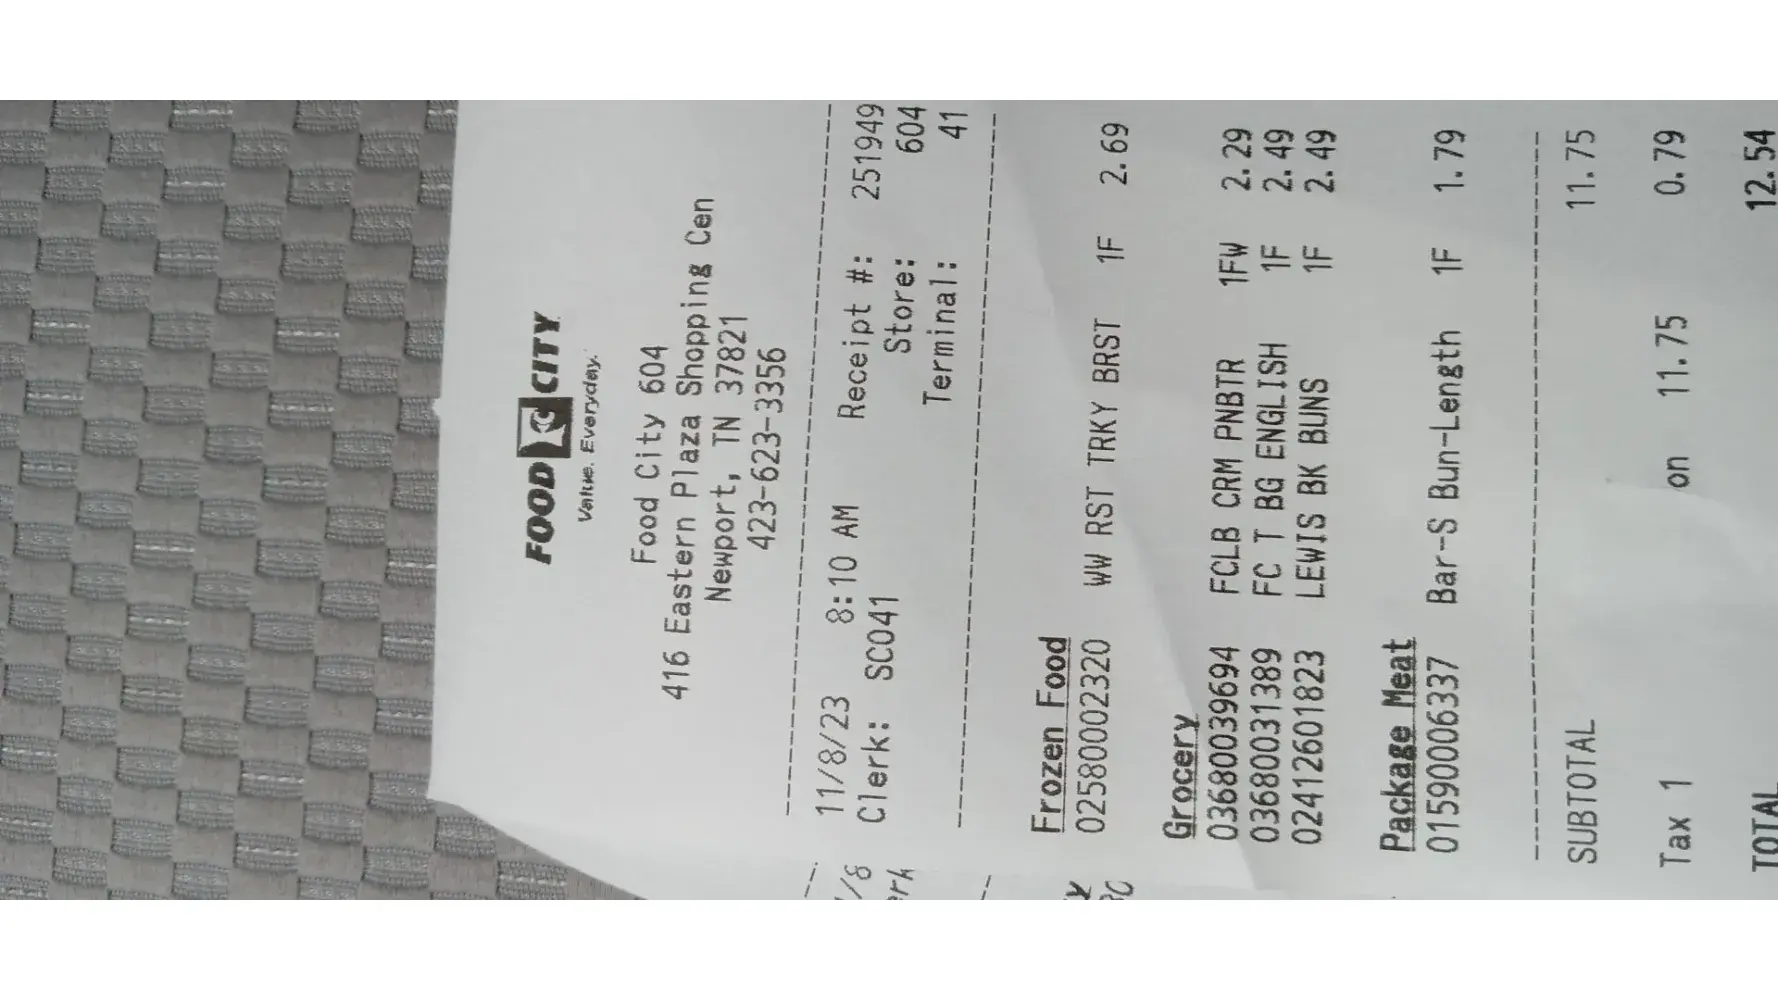 FOOD CITY
Value. Everyday.
Food City 604
416 Eastern Plaza Shopping Cen
Newport, TN 37821
423-623-3356
11/8/23 8:10 AM Receipt #: 251949
Clerk: SC041 Store: 604
Terminal: 41
Frozen Food
02580002320 WW RST TRKY BRST 1F 2.69
Grocery
03680039694 FCLB CRM PNBTR 1FW 2.29
03680031389 FC T BG ENGLISH 1F 2.49
02412601823 LEWIS BK BUNS 1F 2.49
Package Meat
01590006337 Bar-S Bun-Length 1F 1.79
SUBTOTAL 11.75
Tax 1 on 11.75 0.79
TOTAL 12.54